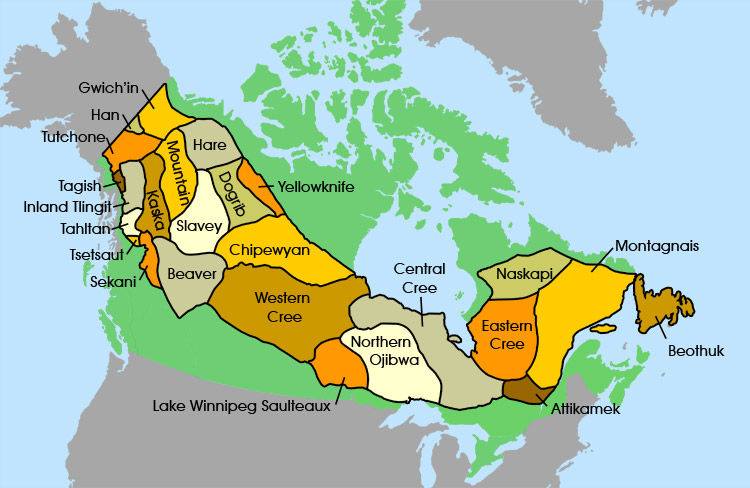 Gwich'in
Han
Tutchone
Hare
Mountain
Tagish
Inland Tlingit
Tahltan
Tsetsaut
Sekani
Kaska
Dogrib
Yellowknife
Slavey
Chipewyan
Beaver
Western
Cree
Central
Cree
Northern
Ojibwa
Lake Winnipeg Saulteaux
Naskapi
Montagnais
Eastern
Cree
Beothuk
Attikamek